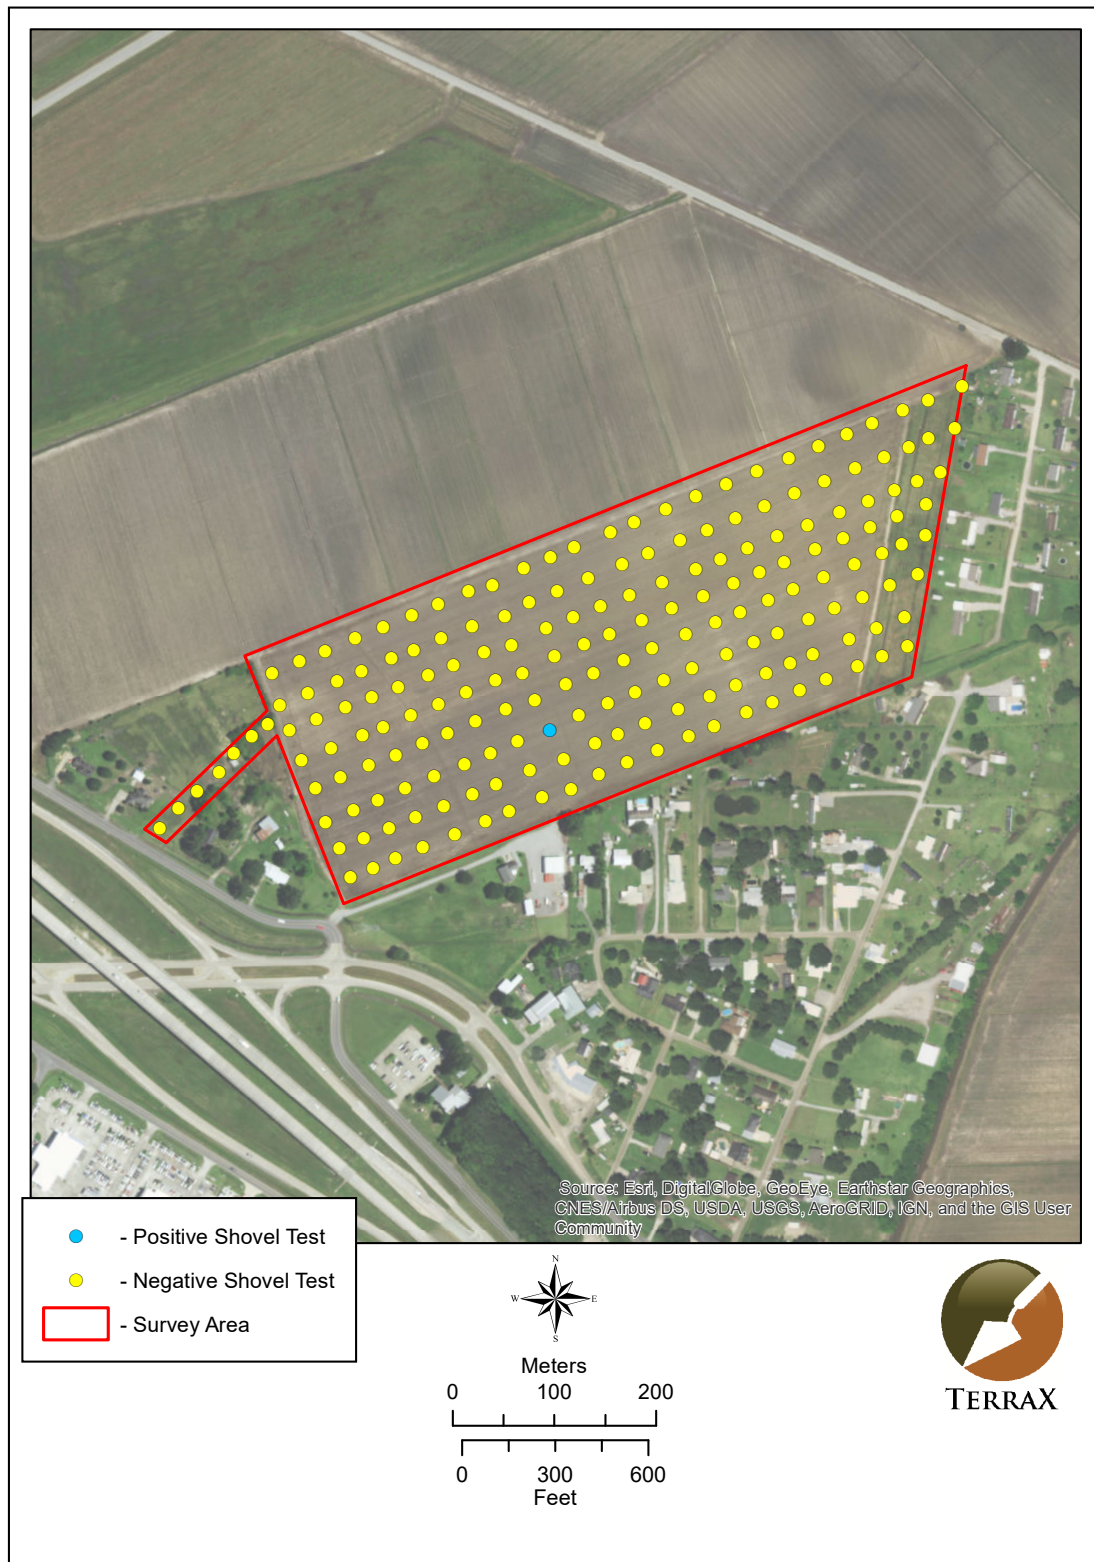 Source: Esri, DigitalGlobe, GeoEye, Earthstar Geographics,
CNES/Airbus DS, USDA, USGS, AeroGRID, IGN, and the GIS User
Community
- Positive Shovel Test
- Negative Shovel Test
- Survey Area
N
W E
S
Meters
0 100 200
0 300 600
Feet
TERRAX